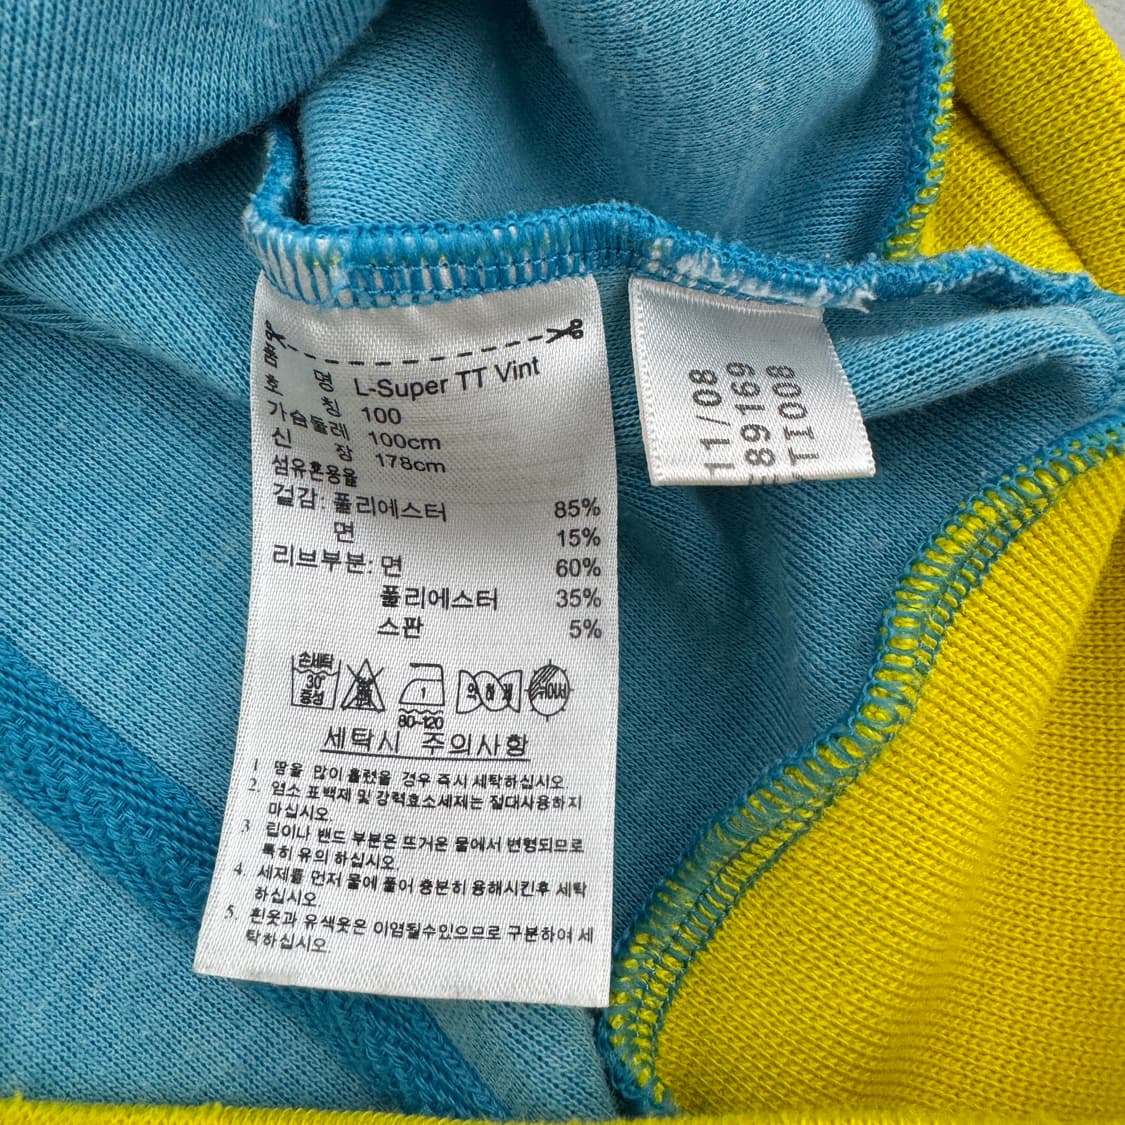 품 명 L-Super TT Vint
호 칭 100
가슴둘레 100cm
신 장 178cm
섬유혼용율
겉감: 폴리에스터 85%
면 15%
리브부분: 면 60%
폴리에스터 35%
스판 5%
손세탁
30°
중성
1
80-120
세탁시 주의사항
1 땀을 많이 흘렸을 경우 즉시 세탁하십시오
2. 염소 표백제 및 강력효소세제는 절대사용하지
마십시오
3 립이나 밴드 부분은 뜨거운 물에서 변형되므로
특히 유의 하십시오
4 세제를 먼저 물에 풀어 충분히 용해시킨후 세탁
하십시오
5. 흰옷과 유색옷은 이염될수있으므로 구분하여 세
탁하십시오
11/08
89169
TI008